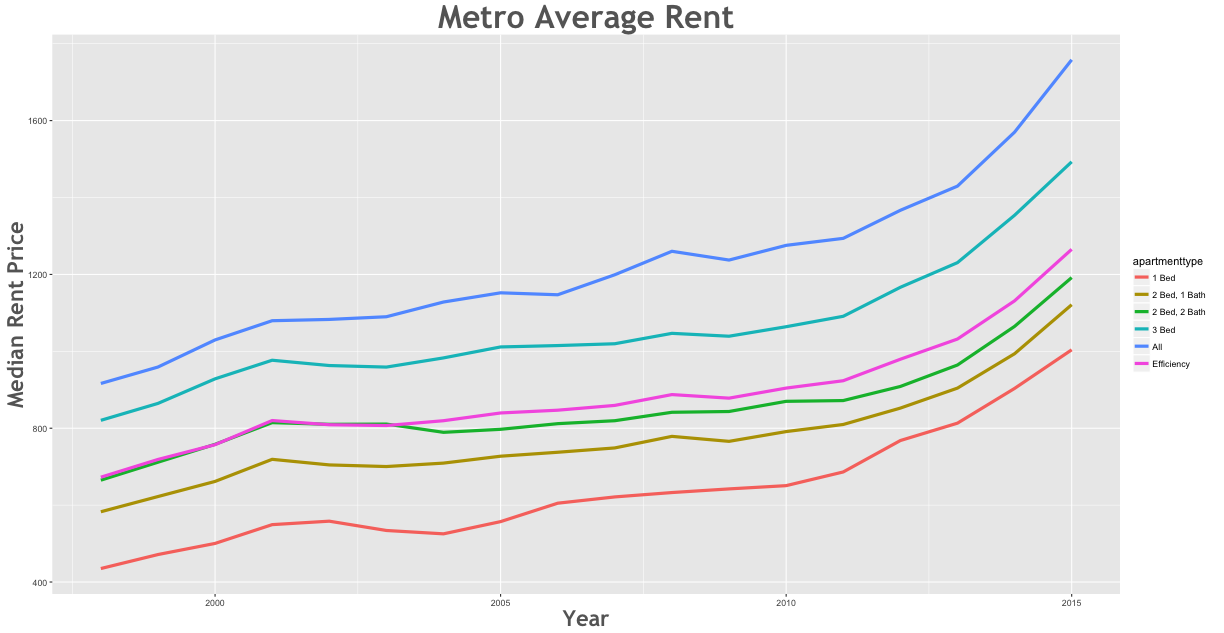 Metro Average Rent
Median Rent Price
1600
1200
800
400
2000
2005
2010
2015
Year
apartmenttype
1 Bed
2 Bed, 1 Bath
2 Bed, 2 Bath
3 Bed
All
Efficiency